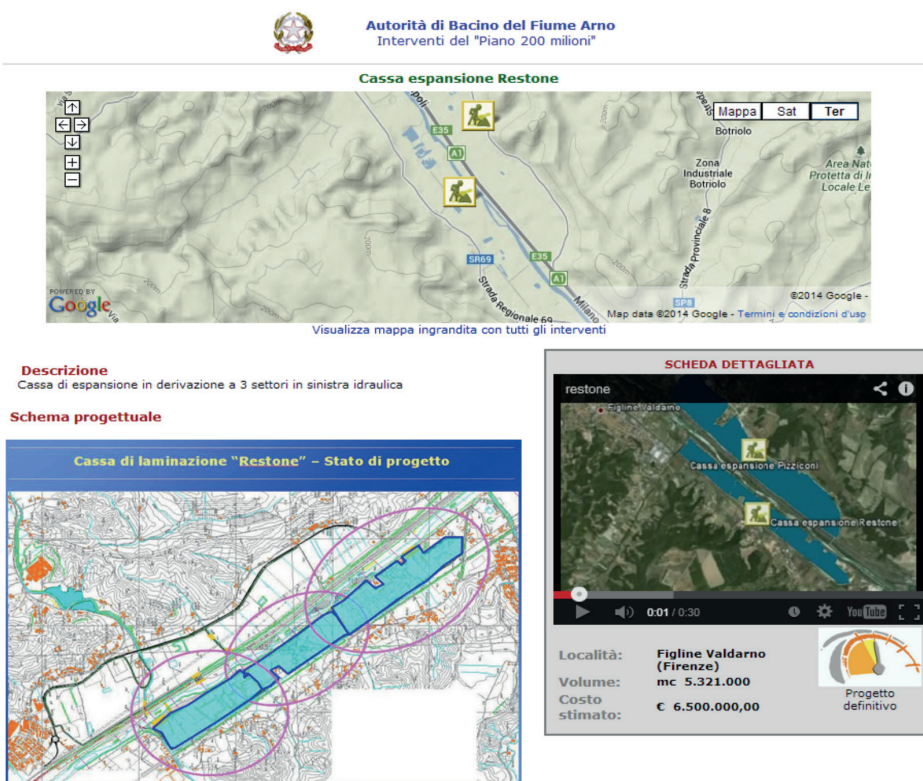 Autorità di Bacino del Fiume Arno
Interventi del "Piano 200 milioni"
Cassa espansione Restone
Mappa Sat Ter
E35
A1
Botriolo
Zona
Industriale
Botriolo
Area Nat
Protetta di
Locale Le
Strada Provinciale 8
SR69
E35
A1
Strada Regionale 69
Milano
SP8
200m
POWERED BY
Google
Via
©2014 Google -
Map data ©2014 Google - Termini e condizioni d'uso
Visualizza mappa ingrandita con tutti gli interventi
Descrizione
Cassa di espansione in derivazione a 3 settori in sinistra idraulica
Schema progettuale
Cassa di laminazione “Restone” – Stato di progetto
SCHEDA DETTAGLIATA
restone
Figline Valdarno
Cassa espansione Pizziconi
Cassa espansione Restone
0:01 / 0:30
YouTube
Località: Figline Valdarno
(Firenze)
Volume: mc 5.321.000
Costo
stimato: € 6.500.000,00
Progetto
definitivo